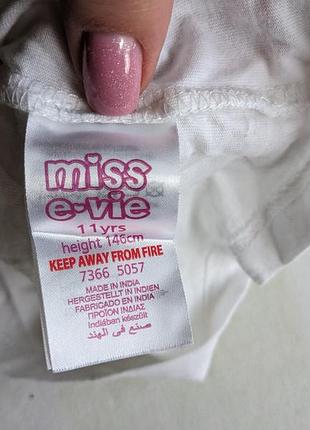 miss
e-vie
11yrs
height 146cm
KEEP AWAY FROM FIRE
7366 5057
MADE IN INDIA
HERGESTELLT IN INDIEN
FABRICADO EN INDIA
ΠΡΟΪΟΝ ΙΝΔΙΑΣ
Indiában készült
صنع في الهند